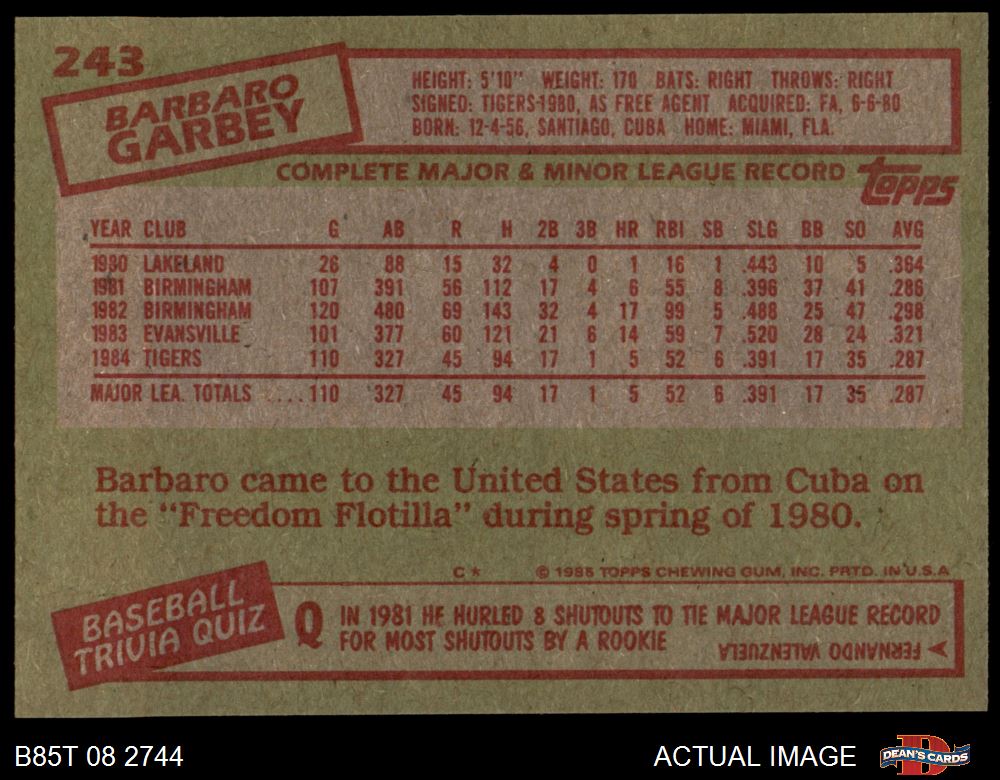 243
BARBARO
GARBEY
HEIGHT: 5'10" WEIGHT: 170 BATS: RIGHT THROWS: RIGHT
SIGNED: TIGERS-1980, AS FREE AGENT ACQUIRED: FA, 6-6-80
BORN: 12-4-56, SANTIAGO, CUBA HOME: MIAMI, FLA.
COMPLETE MAJOR & MINOR LEAGUE RECORD
topps
YEAR CLUB G AB R H 2B 3B HR RBI SB SLG BB SO AVG
1980 LAKELAND 26 88 15 32 4 0 1 16 1 .443 10 5 .364
1981 BIRMINGHAM 107 391 56 112 17 4 6 55 8 .396 37 41 .286
1982 BIRMINGHAM 120 480 69 143 32 4 17 99 5 .488 25 47 .298
1983 EVANSVILLE 101 377 60 121 21 6 14 59 7 .520 28 24 .321
1984 TIGERS 110 327 45 94 17 1 5 52 6 .391 17 35 .287
MAJOR LEA. TOTALS ....110 327 45 94 17 1 5 52 6 .391 17 35 .287
Barbaro came to the United States from Cuba on
the "Freedom Flotilla" during spring of 1980.
C* © 1985 TOPPS CHEWING GUM, INC. PRTD. IN U.S.A
BASEBALL
TRIVIA QUIZ
Q IN 1981 HE HURLED 8 SHUTOUTS TO TIE MAJOR LEAGUE RECORD
FOR MOST SHUTOUTS BY A ROOKIE
FERNANDO VALENZUELA
B85T 08 2744
ACTUAL IMAGE
DEAN'S CARDS